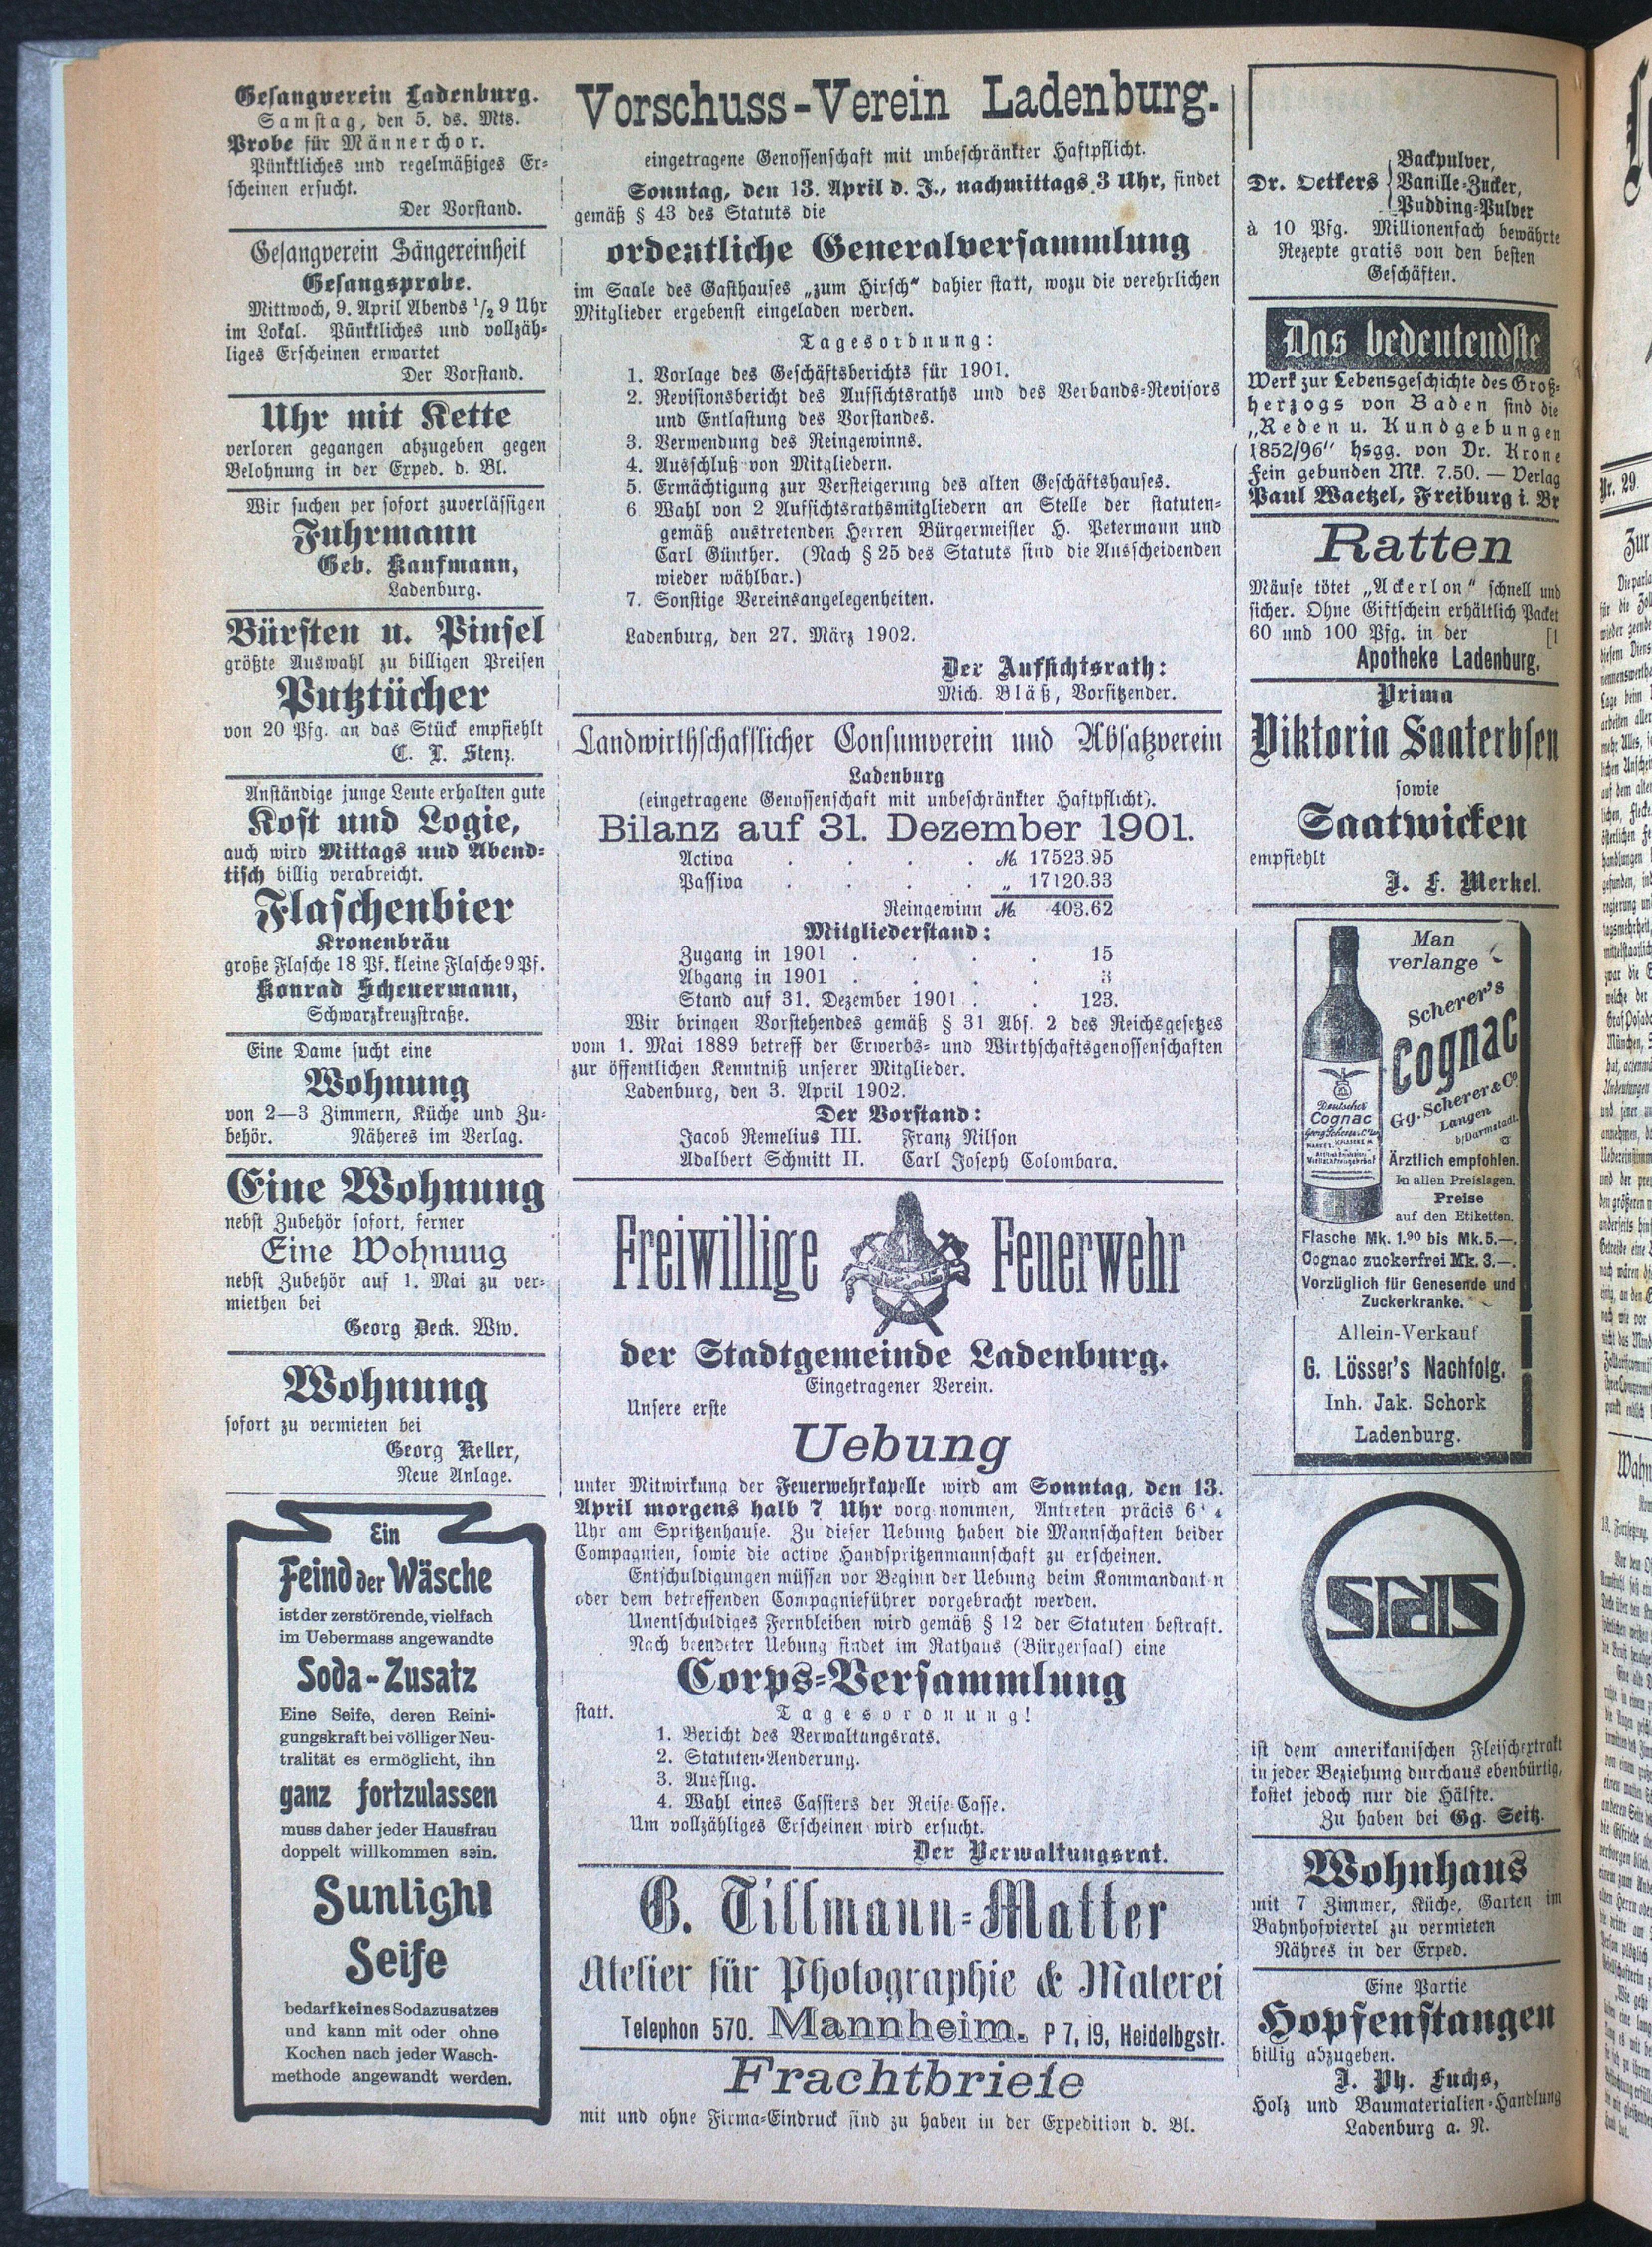 Gesangverein Ladenburg.
Samstag, den 5. ds. Mts.
Probe für Männerchor.
Pünktliches und regelmäßiges Er-
scheinen ersucht.
Der Vorstand.
Gesangverein Sängereinheit
Gesangsprobe.
Mittwoch, 9. April Abends 1/2 9 Uhr
im Lokal. Pünktliches und vollzäh-
liges Erscheinen erwartet
Der Vorstand.
Uhr mit Kette
verloren gegangen abzugeben gegen
Belohnung in der Exped. d. Bl.
Wir suchen per sofort zuverlässigen
Fuhrmann
Geb. Kaufmann,
Ladenburg.
Bürsten u. Pinsel
größte Auswahl zu billigen Preisen
Putztücher
von 20 Pfg. an das Stück empfiehlt
C. L. Stenz.
Anständige junge Leute erhalten gute
Kost und Logie,
auch wird Mittags und Abend-
tisch billig verabreicht.
Flaschenbier
Kronenbräu
große Flasche 18 Pf. kleine Flasche 9 Pf.
Konrad Scheuermann,
Schwarzkreuzstraße.
Eine Dame sucht eine
Wohnung
von 2—3 Zimmern, Küche und Zu-
behör. Näheres im Verlag.
Eine Wohnung
nebst Zubehör sofort, ferner
Eine Wohnuug
nebst Zubehör auf 1. Mai zu ver-
miethen bei
Georg Deck. Ww.
Wohnung
sofort zu vermieten bei
Georg Keller,
Neue Anlage.
Ein
Feind der Wäsche
ist der zerstörende, vielfach
im Uebermass angewandte
Soda-Zusatz
Eine Seife, deren Reini-
gungskraft bei völliger Neu-
tralität es ermöglicht, ihn
ganz fortzulassen
muss daher jeder Hausfrau
doppelt willkommen sein.
Sunlight
Seife
bedarf keines Sodazusatzes
und kann mit oder ohne
Kochen nach jeder Wasch-
methode angewandt werden.
Vorschuss-Verein Ladenburg.
eingetragene Genossenschaft mit unbeschränkter Haftpflicht.
Sonntag, den 13. April d. J., nachmittags 3 Uhr, findet
gemäß § 43 des Statuts die
ordentliche Generalversammlung
im Saale des Gasthauses „zum Hirsch“ dahier statt, wozu die verehrlichen
Mitglieder ergebenst eingeladen werden.
Tagesordnung:
1. Vorlage des Geschäftsberichts für 1901.
2. Revisionsbericht des Aufsichtsraths und des Verbands-Revisors
und Entlastung des Vorstandes.
3. Verwendung des Reingewinns.
4. Ausschluß von Mitgliedern.
5. Ermächtigung zur Versteigerung des alten Geschäftshauses.
6 Wahl von 2 Aufsichtsrathsmitgliedern an Stelle der statuten-
gemäß austretenden Herren Bürgermeister H. Petermann und
Carl Günther. (Nach § 25 des Statuts sind die Ausscheidenden
wieder wählbar.)
7. Sonstige Vereinsangelegenheiten.
Ladenburg, den 27. März 1902.
Der Aufsichtsrath:
Mich. Bläß, Vorsitzender.
Landwirthschaftlicher Consumverein und Absatzverein
Ladenburg
(eingetragene Genossenschaft mit unbeschränkter Haftpflicht).
Bilanz auf 31. Dezember 1901.
Activa . . . . M. 17523.95
Passiva . . . . „ 17120.33
Reingewinn M. 403.62
Mitgliederstand:
Zugang in 1901 . . . . 15
Abgang in 1901 . . . . 3
Stand auf 31. Dezember 1901 . . 123.
Wir bringen Vorstehendes gemäß § 31 Abs. 2 des Reichsgesetzes
vom 1. Mai 1889 betreff der Erwerbs- und Wirthschaftsgenossenschaften
zur öffentlichen Kenntniß unserer Mitglieder.
Ladenburg, den 3. April 1902.
Der Vorstand:
Jacob Remelius III. Franz Nilson
Adalbert Schmitt II. Carl Joseph Colombara.
Freiwillige Feuerwehr
der Stadtgemeinde Ladenburg.
Eingetragener Verein.
Unsere erste
Uebung
unter Mitwirkung der Feuerwehrkapelle wird am Sonntag, den 13.
April morgens halb 7 Uhr vorgenommen, Antreten präcis 6
Uhr am Spritzenhause. Zu dieser Uebung haben die Mannschaften beider
Compagnien, sowie die active Handspritzenmannschaft zu erscheinen.
Entschuldigungen müssen vor Beginn der Uebung beim Kommandanten
oder dem betreffenden Compagnieführer vorgebracht werden.
Unentschuldiges Fernbleiben wird gemäß § 12 der Statuten bestraft.
Nach beendeter Uebung findet im Rathaus (Bürgersaal) eine
Corps-Versammlung
statt. Tagesordnung!
1. Bericht des Verwaltungsrats.
2. Statuten-Aenderung.
3. Ausflug.
4. Wahl eines Cassiers der Reise-Casse.
Um vollzähliges Erscheinen wird ersucht.
Der Verwaltungsrat.
G. Tillmann-Matter
Atelier für Photographie & Malerei
Telephon 570. Mannheim. P 7, 19, Heidelbgstr.
Frachtbriefe
mit und ohne Firma-Eindruck sind zu haben in der Expedition d. Bl.
Dr. Oetkers
Backpulver,
Vanille-Zucker,
Pudding-Pulver
à 10 Pfg. Millionenfach bewährte
Rezepte gratis von den besten
Geschäften.
Das bedeutendste
Werk zur Lebensgeschichte des Groß-
herzogs von Baden sind die
„Reden u. Kundgebungen
1852/96“ hsgg. von Dr. Krone
Fein gebunden Mk. 7.50. — Verlag
Paul Waetzel, Freiburg i. Br
Ratten
Mäuse tötet „Ackerlon“ schnell und
sicher. Ohne Giftschein erhältlich Packet
60 und 100 Pfg. in der [1
Apotheke Ladenburg.
Prima
Viktoria Saaterbsen
sowie
Saatwicken
empfiehlt
J. F. Merkel.
Man
verlange
Scherer's
Cognac
Gg. Scherer & Co.
Langen
b/Darmstadt.
Deutscher
Cognac
Ärztlich empfohlen.
In allen Preislagen.
Preise
auf den Etiketten.
Flasche Mk. 1.90 bis Mk. 5.—.
Cognac zuckerfrei Mk. 3.—.
Vorzüglich für Genesende und
Zuckerkranke.
Allein-Verkauf
G. Lösser's Nachfolg.
Inh. Jak. Schork
Ladenburg.
SIRIS
ist dem amerikanischen Fleischextrakt
in jeder Beziehung durchaus ebenbürtig,
kostet jedoch nur die Hälfte.
Zu haben bei Gg. Seitz.
Wohnhaus
mit 7 Zimmer, Küche, Garten im
Bahnhofviertel zu vermieten
Nähres in der Exped.
Eine Partie
Hopfenstangen
billig abzugeben.
J. Ph. Fuchs,
Holz und Baumaterialien-Handlung
Ladenburg a. N.
Nr. 29